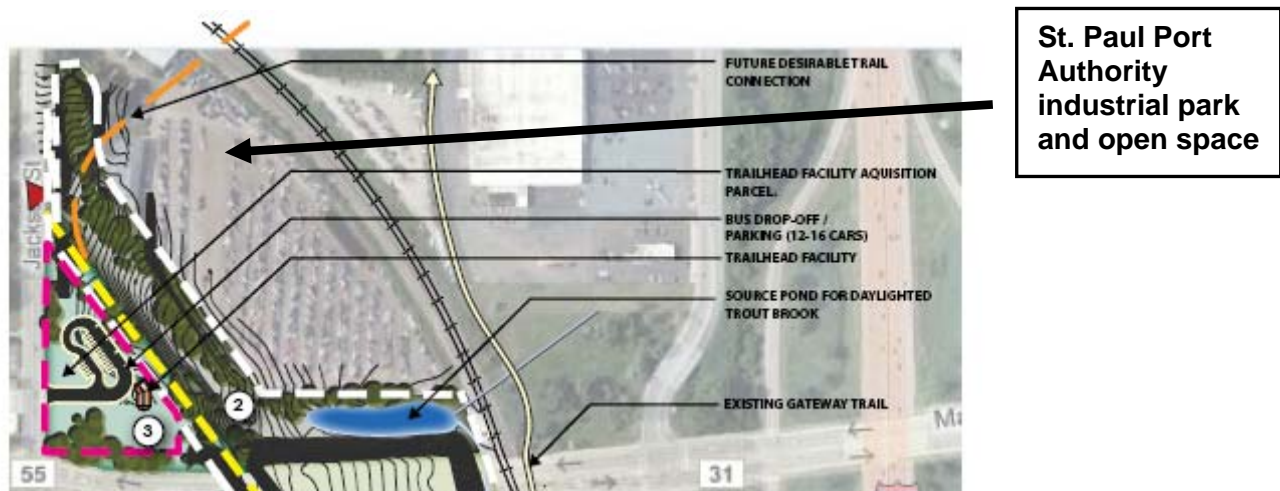 St. Paul Port
Authority
industrial park
and open space
FUTURE DESIRABLE TRAIL
CONNECTION
TRAILHEAD FACILITY AQUISITION
PARCEL.
BUS DROP-OFF /
PARKING (12-16 CARS)
TRAILHEAD FACILITY
SOURCE POND FOR DAYLIGHTED
TROUT BROOK
EXISTING GATEWAY TRAIL
Jackson St
2
3
55
31